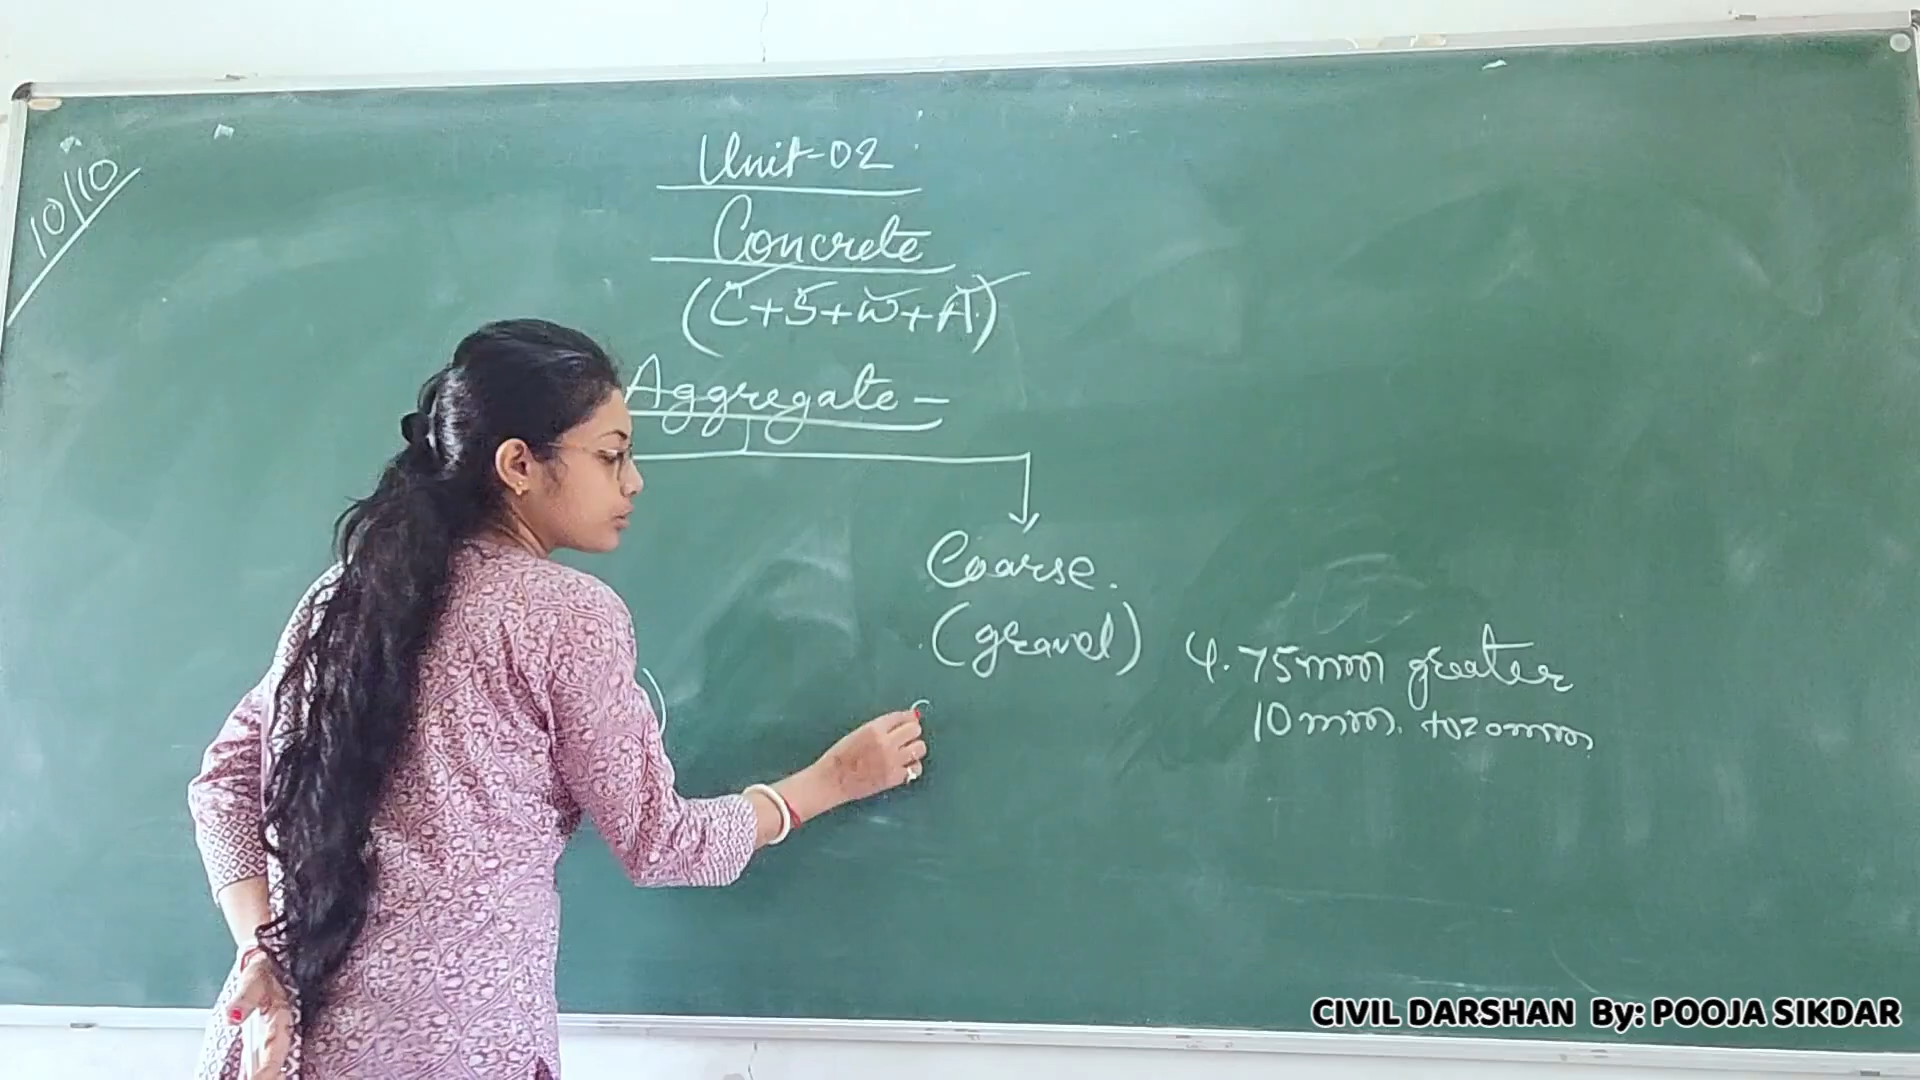 10/10
Unit-02
Concrete
(C+S+W+A)
Aggregate -
Coarse.
(gravel)
4.75mm greater
10mm. to 20mm
)
CIVIL DARSHAN By: POOJA SIKDAR